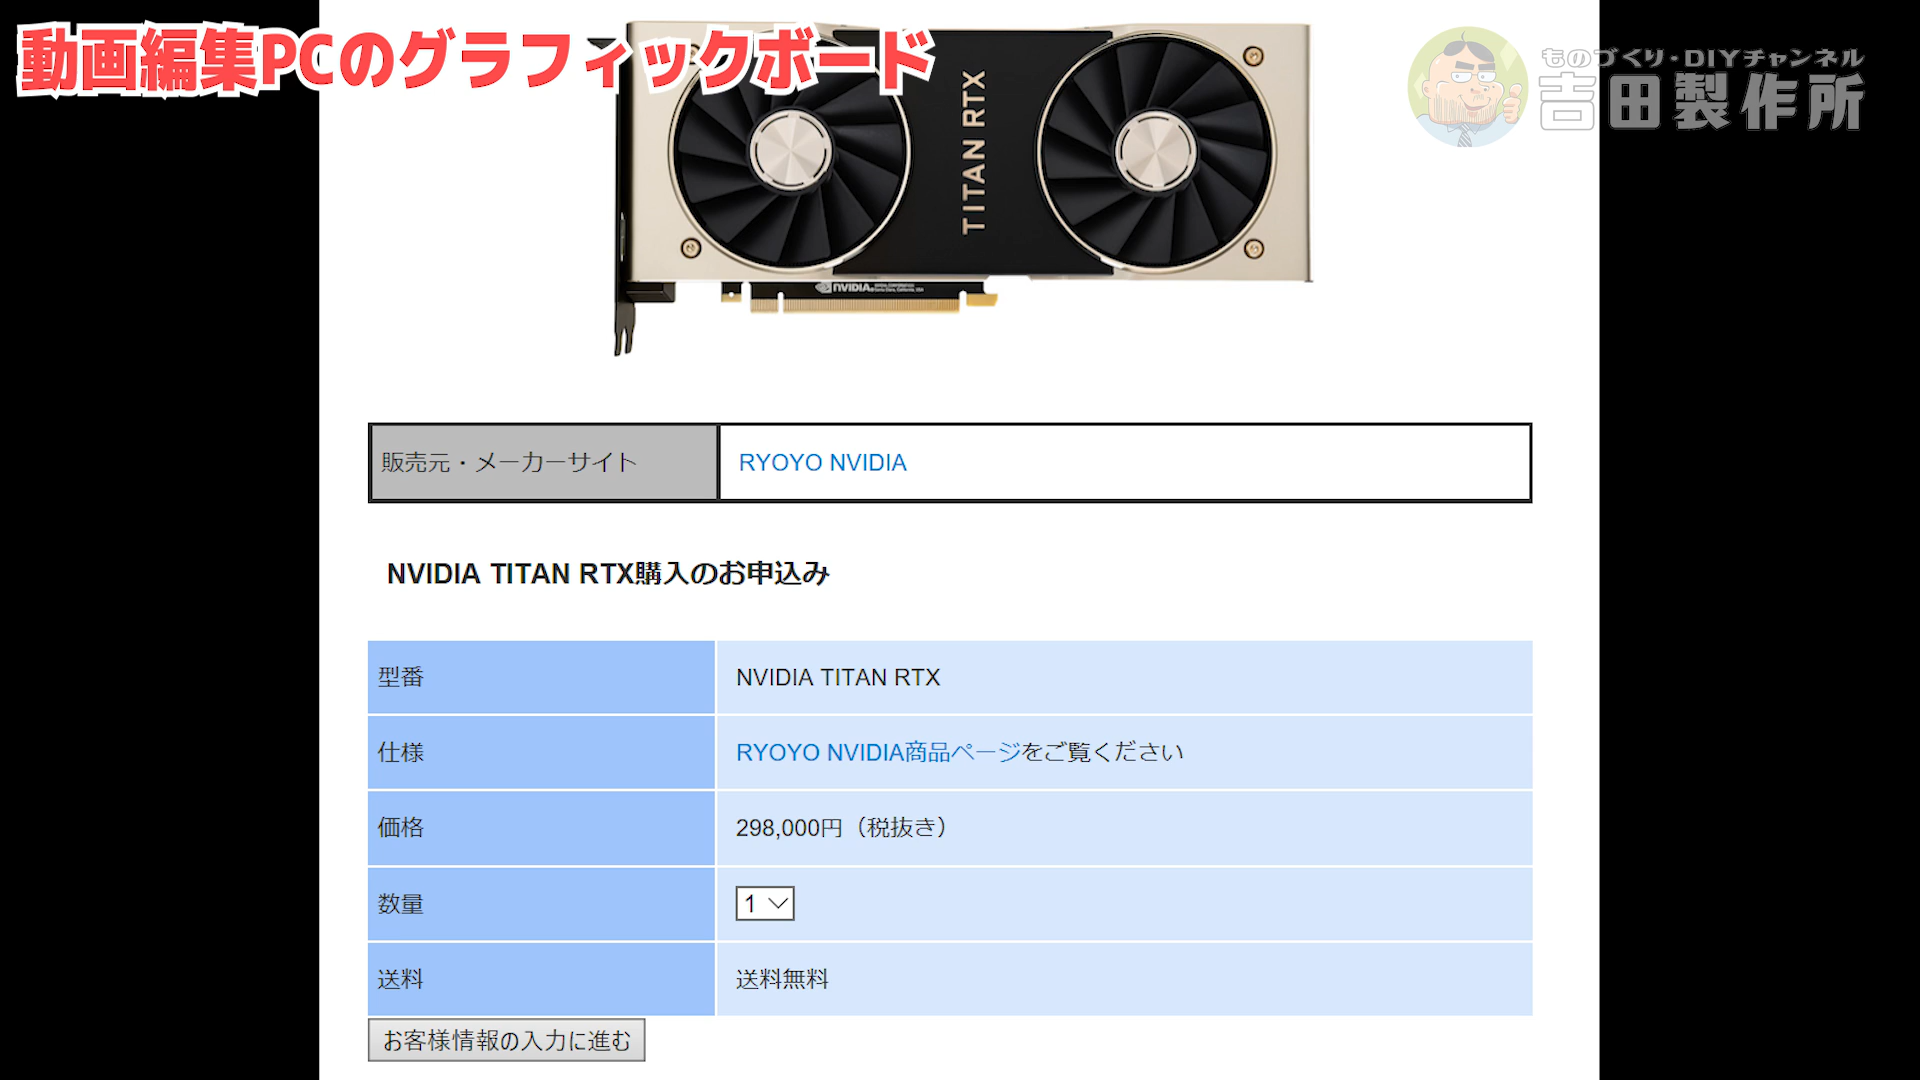 動画編集PCのグラフィックボード
ものづくり・DIYチャンネル
吉田製作所
TITAN RTX
NVIDIA
販売元・メーカーサイト RYOYO NVIDIA
NVIDIA TITAN RTX購入のお申込み
型番 NVIDIA TITAN RTX
仕様 RYOYO NVIDIA商品ページをご覧ください
価格 298,000円（税抜き）
数量 1
送料 送料無料
お客様情報の入力に進む